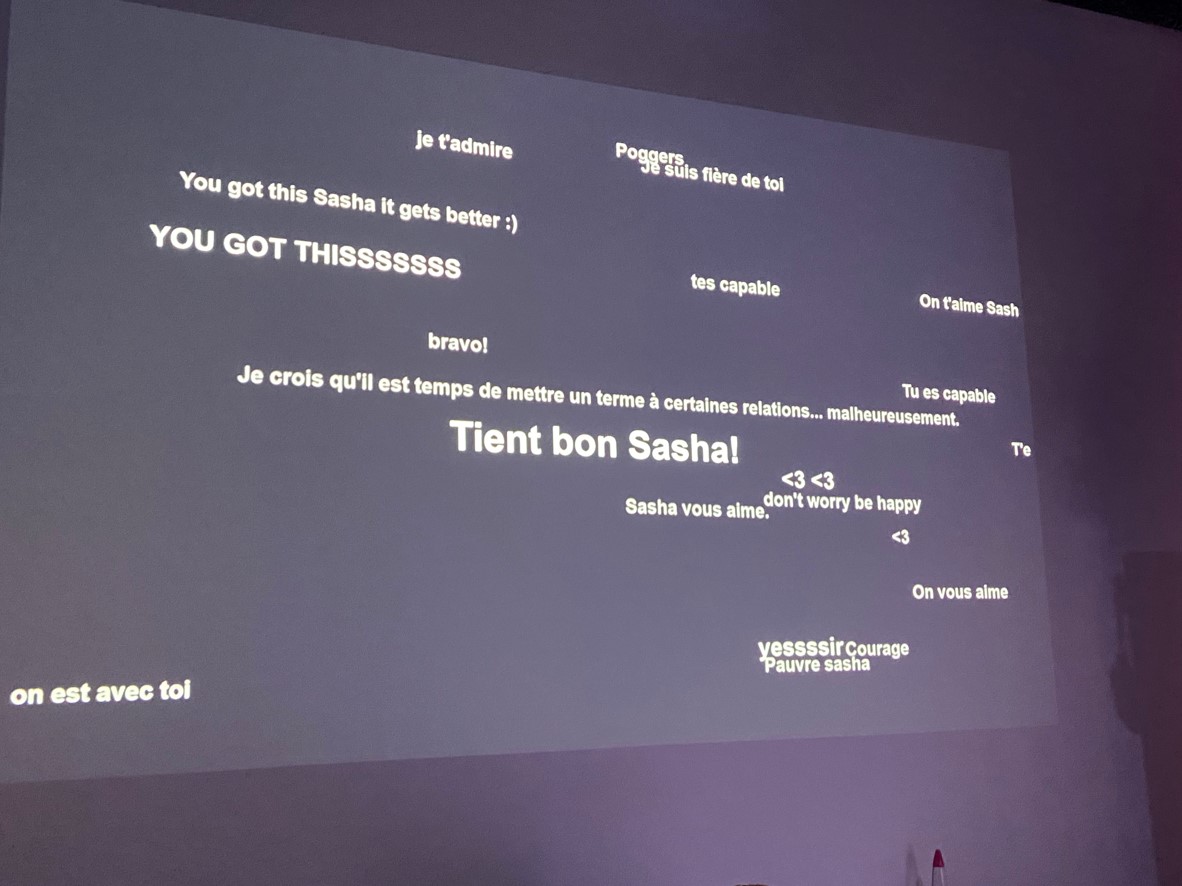 je t'admire
Poggers
Je suis fière de toi
You got this Sasha it gets better :)
YOU GOT THISSSSSSS
tes capable
On t'aime Sash
bravo!
Je crois qu'il est temps de mettre un terme à certaines relations... malheureusement.
Tu es capable
Tient bon Sasha!
T'e
<3 <3
don't worry be happy
Sasha vous aime.
<3
On vous aime
yessssir
Courage
Pauvre sasha
on est avec toi